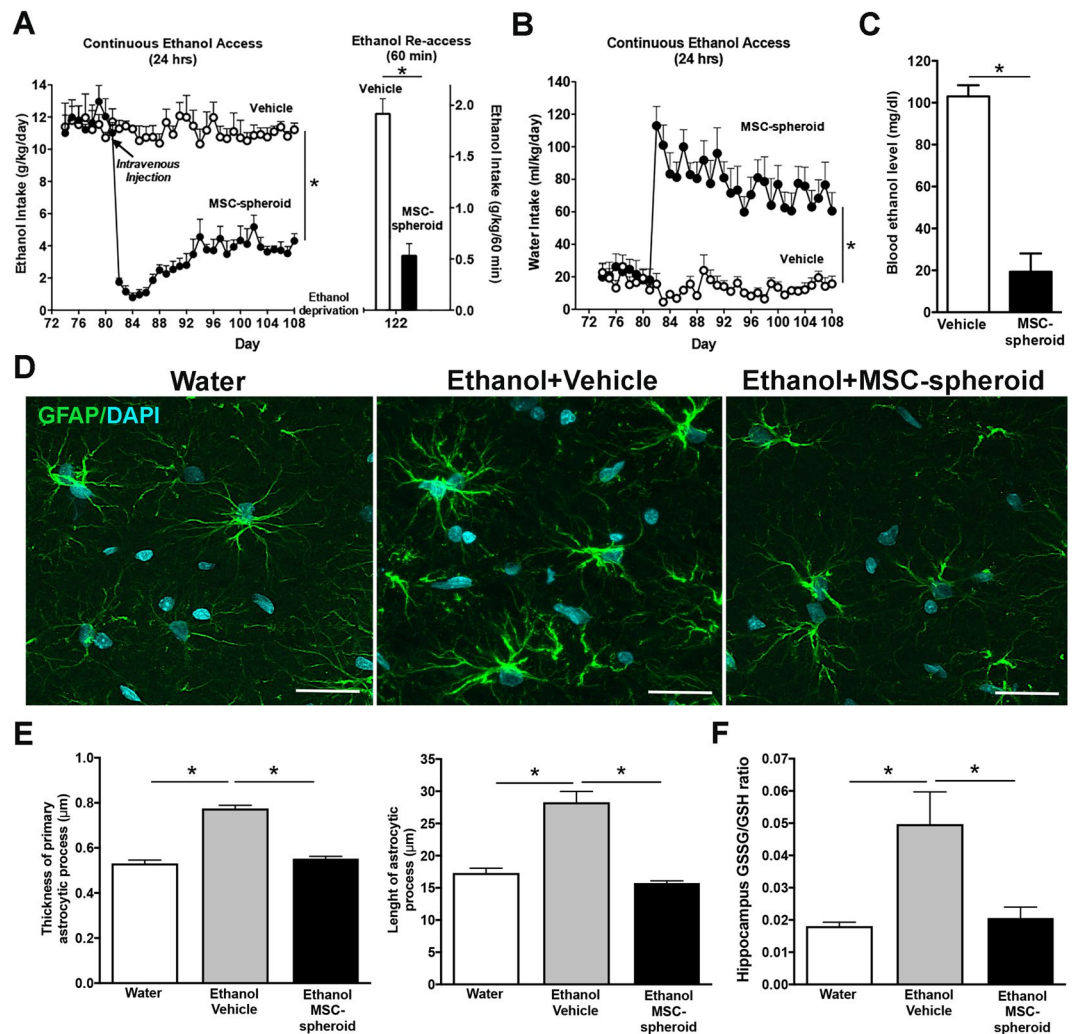 A
Continuous Ethanol Access
(24 hrs)
Ethanol Intake (g/kg/day)
14
12
10
8
6
4
2
0
Vehicle
Intravenous
Injection
MSC-spheroid
*
72 76 80 84 88 92 96 100 104 108
Day
Ethanol
deprivation
Ethanol Re-access
(60 min)
*
Vehicle
MSC-
spheroid
2.0
1.5
1.0
0.5
0.0
Ethanol Intake (g/kg/60 min)
122
B
Continuous Ethanol Access
(24 hrs)
Water Intake (ml/kg/day)
140
120
100
80
60
40
20
0
MSC-spheroid
Vehicle
*
72 76 80 84 88 92 96 100 104 108
Day
C
Blood ethanol level (mg/dl)
120
100
80
60
40
20
0
*
Vehicle
MSC-
spheroid
D
Water
Ethanol+Vehicle
Ethanol+MSC-spheroid
GFAP/DAPI
E
Thickness of primary
astrocytic process (μm)
1.0
0.8
0.6
0.4
0.2
0.0
* *
Water
Ethanol
Vehicle
Ethanol
MSC-
spheroid
Lenght of astrocytic
process (μm)
35
30
25
20
15
10
5
0
* *
Water
Ethanol
Vehicle
Ethanol
MSC-
spheroid
F
Hippocampus GSSG/GSH ratio
0.08
0.07
0.06
0.05
0.04
0.03
0.02
0.01
0.00
* *
Water
Ethanol
Vehicle
Ethanol
MSC-
spheroid